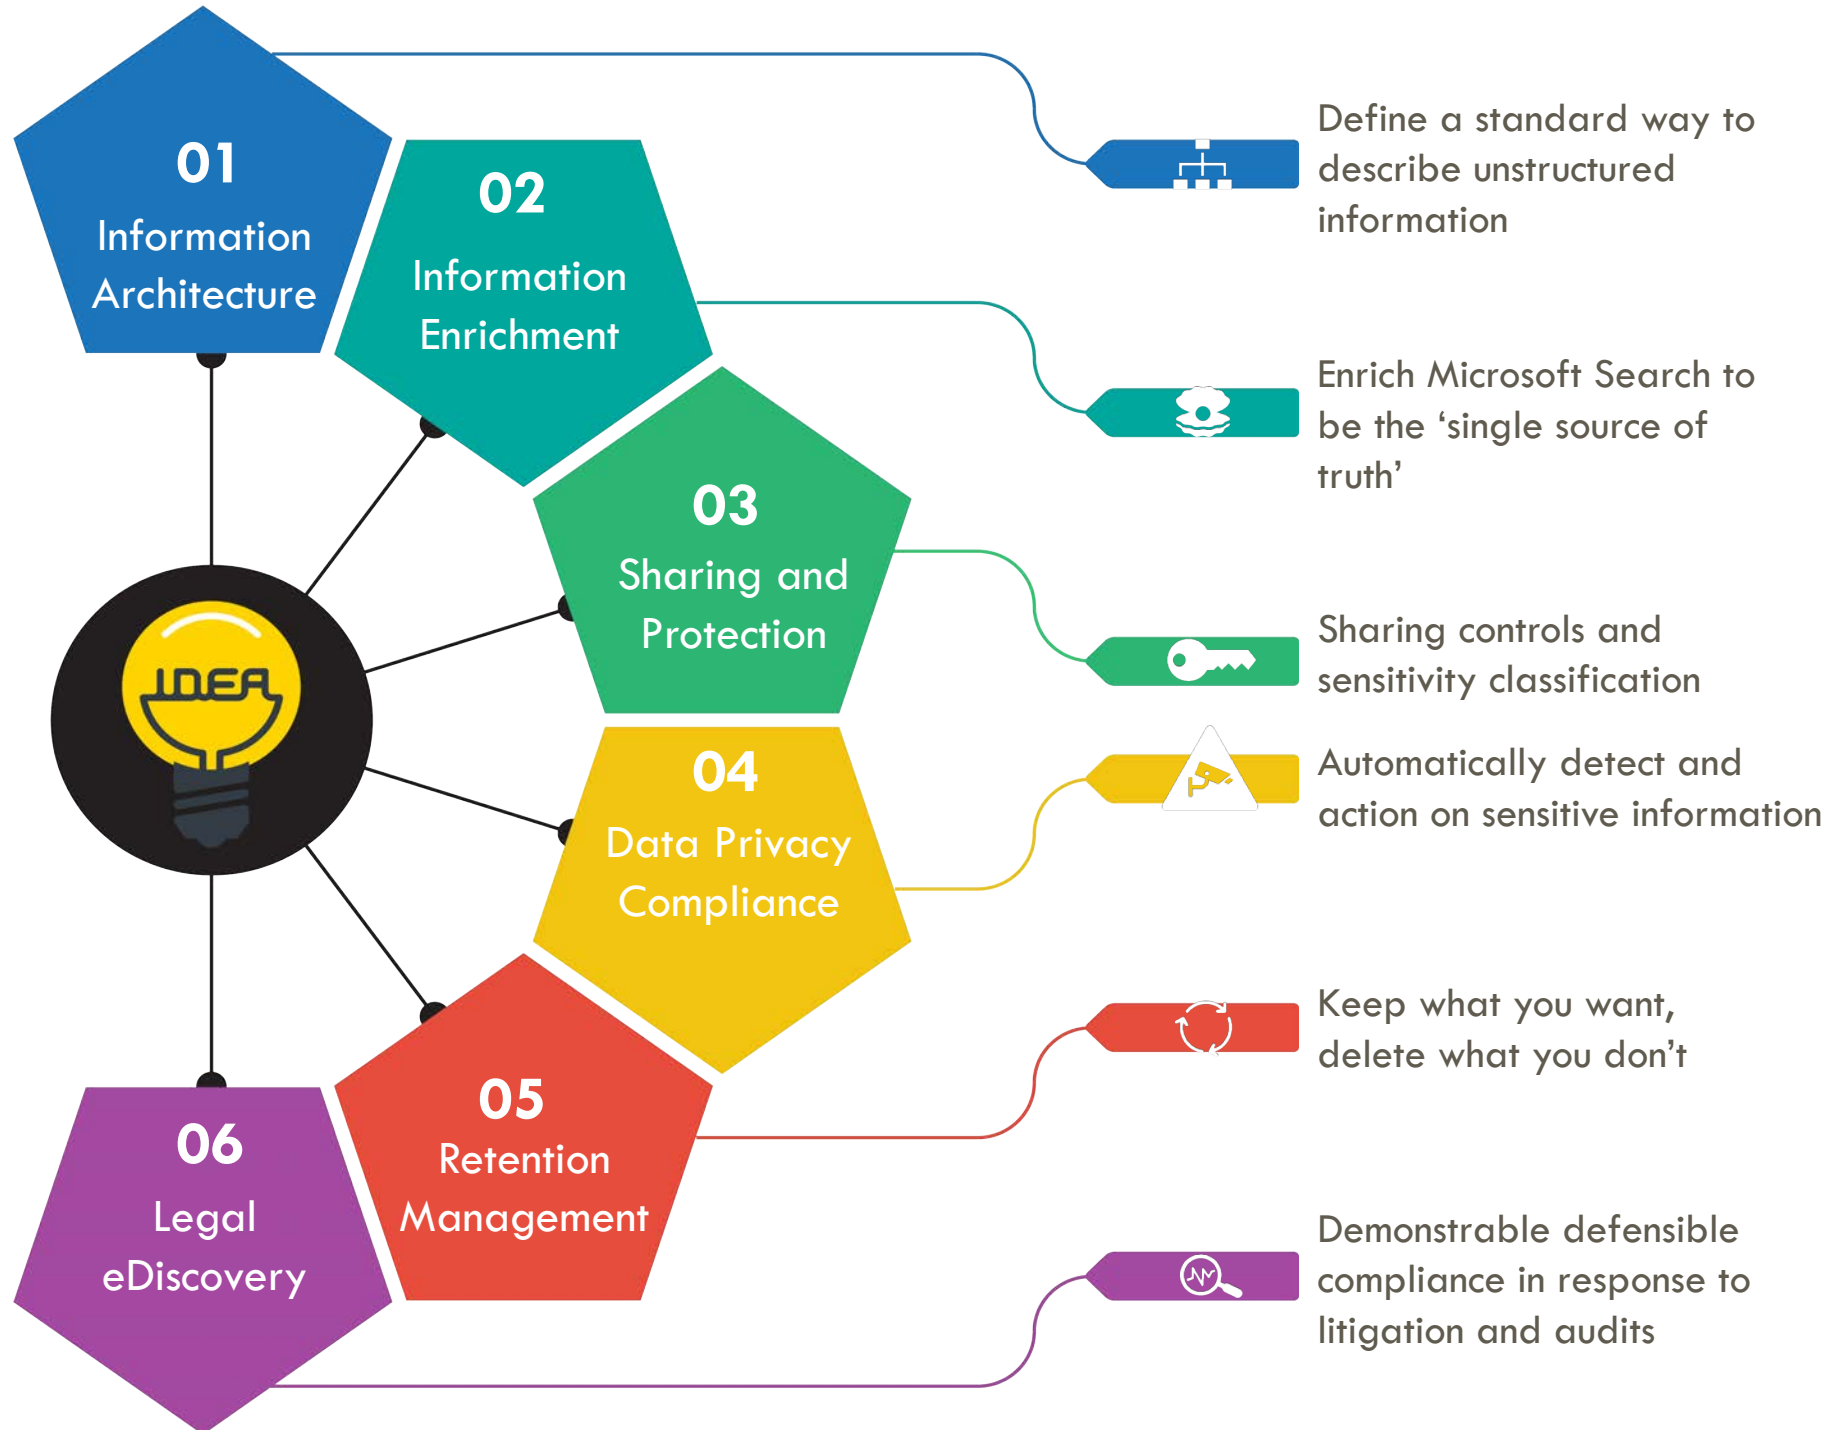 01
Information
Architecture
Define a standard way to
describe unstructured
information
02
Information
Enrichment
Enrich Microsoft Search to
be the ‘single source of
truth’
03
Sharing and
Protection
Sharing controls and
sensitivity classification
IDEA
04
Data Privacy
Compliance
Automatically detect and
action on sensitive information
05
Retention
Management
Keep what you want,
delete what you don’t
06
Legal
eDiscovery
Demonstrable defensible
compliance in response to
litigation and audits